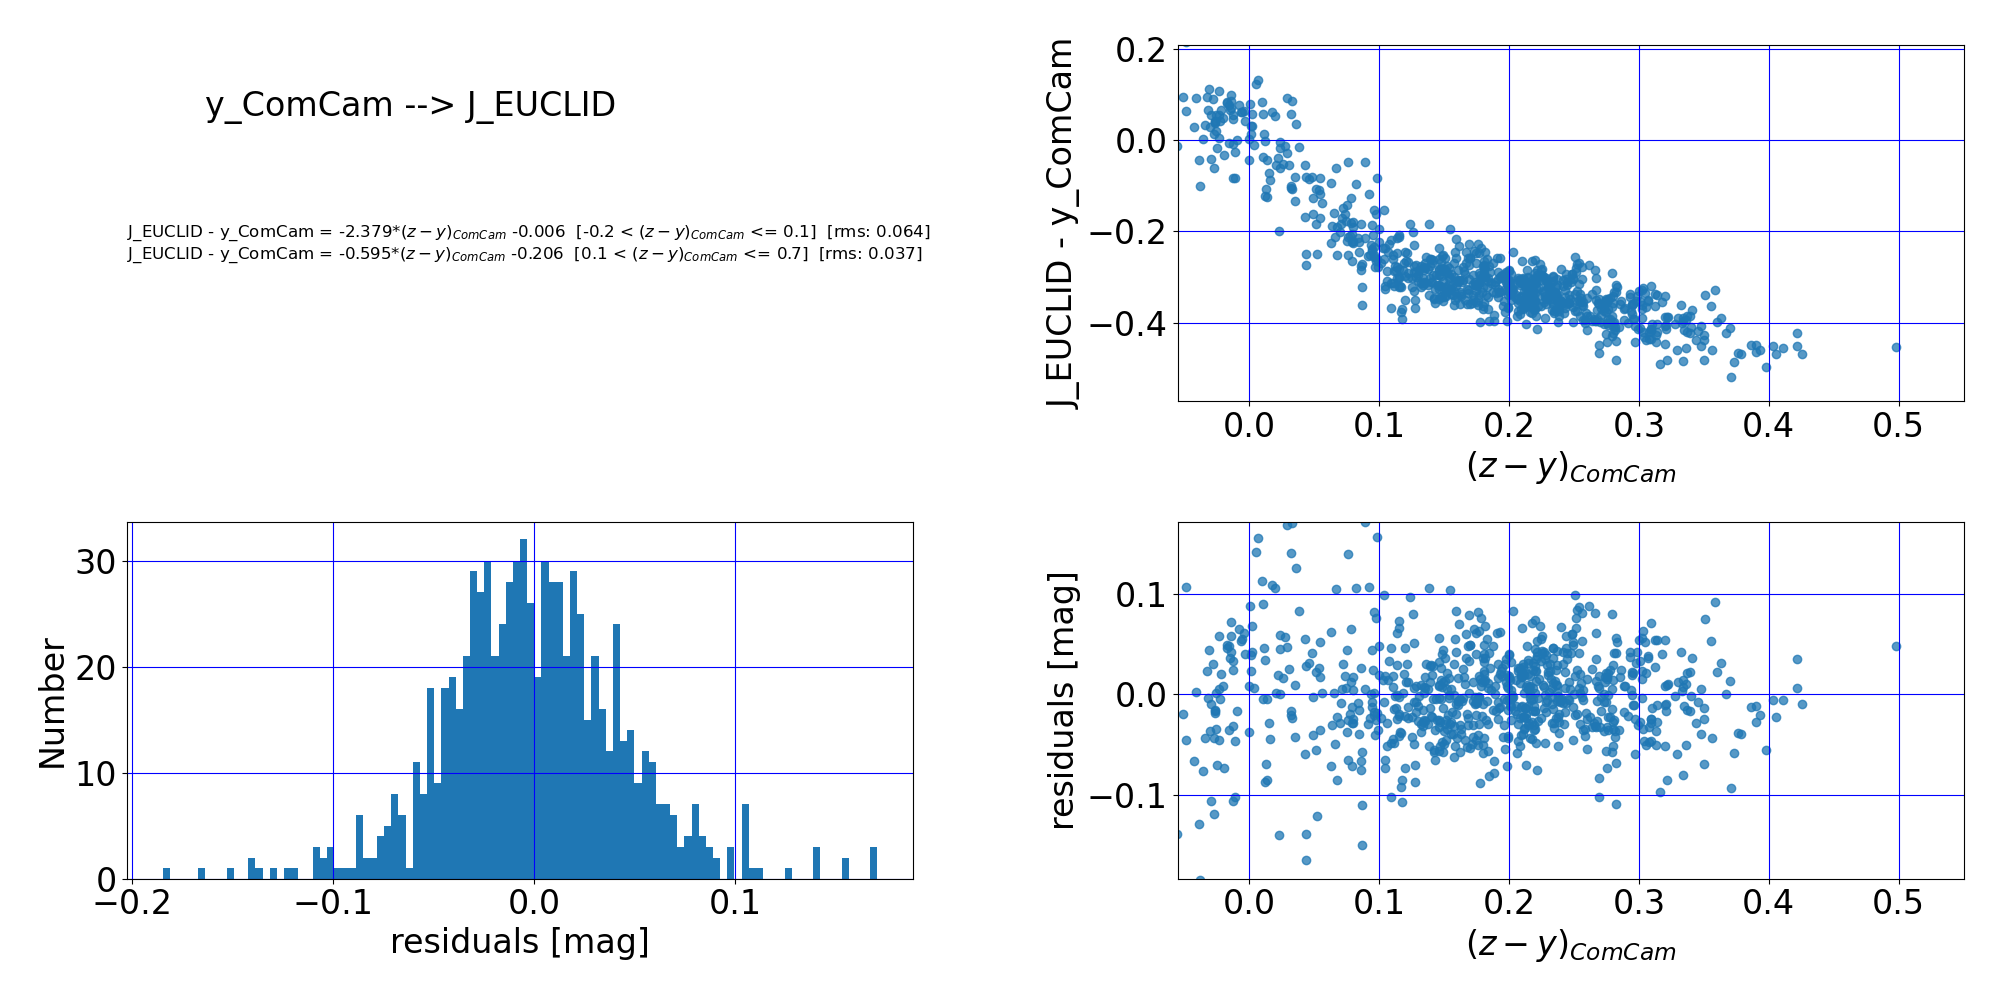 y_ComCam --> J_EUCLID
J_EUCLID - y_ComCam = -2.379*(z − y)ComCam -0.006 [-0.2 < (z − y)ComCam <= 0.1] [rms: 0.064]
J_EUCLID - y_ComCam = -0.595*(z − y)ComCam -0.206 [0.1 < (z − y)ComCam <= 0.7] [rms: 0.037]
J_EUCLID - y_ComCam
0.2
0.0
−0.2
−0.4
0.0 0.1 0.2 0.3 0.4 0.5
(z − y)ComCam
Number
30
20
10
0
−0.2 −0.1 0.0 0.1
residuals [mag]
residuals [mag]
0.1
0.0
−0.1
0.0 0.1 0.2 0.3 0.4 0.5
(z − y)ComCam